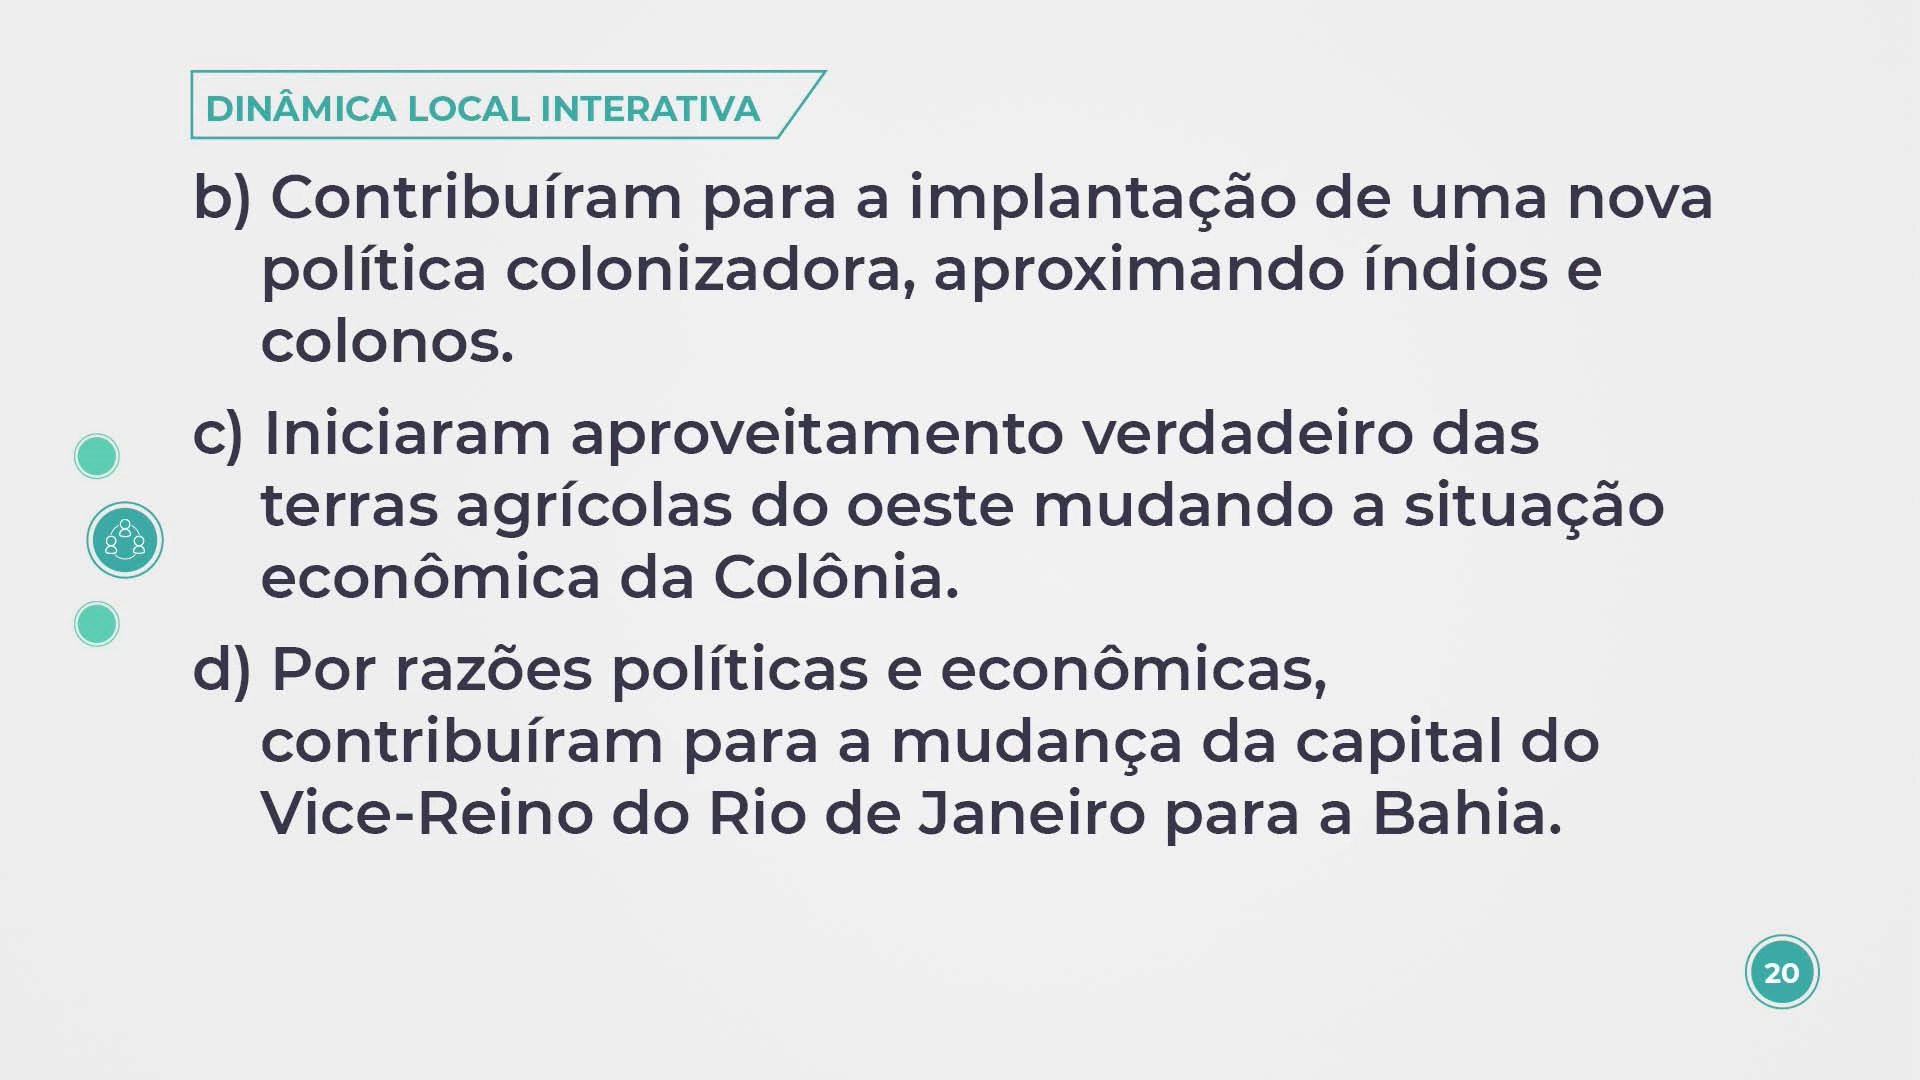 DINÂMICA LOCAL INTERATIVA
b) Contribuíram para a implantação de uma nova
política colonizadora, aproximando índios e
colonos.
c) Iniciaram aproveitamento verdadeiro das
terras agrícolas do oeste mudando a situação
econômica da Colônia.
d) Por razões políticas e econômicas,
contribuíram para a mudança da capital do
Vice-Reino do Rio de Janeiro para a Bahia.
20